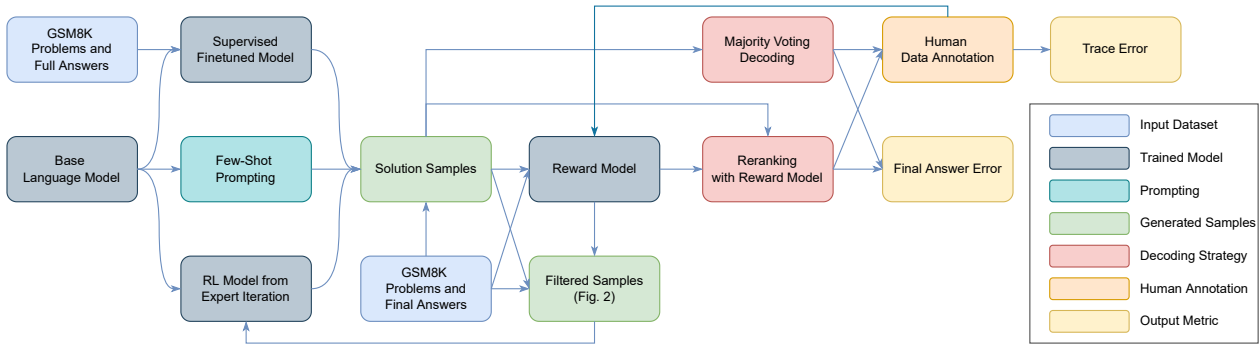 GSM8K
Problems and
Full Answers
Supervised
Finetuned Model
Majority Voting
Decoding
Human
Data Annotation
Trace Error
Base
Language Model
Few-Shot
Prompting
Solution Samples
Reward Model
Reranking
with Reward Model
Final Answer Error
RL Model from
Expert Iteration
GSM8K
Problems and
Final Answers
Filtered Samples
(Fig. 2)
Input Dataset
Trained Model
Prompting
Generated Samples
Decoding Strategy
Human Annotation
Output Metric